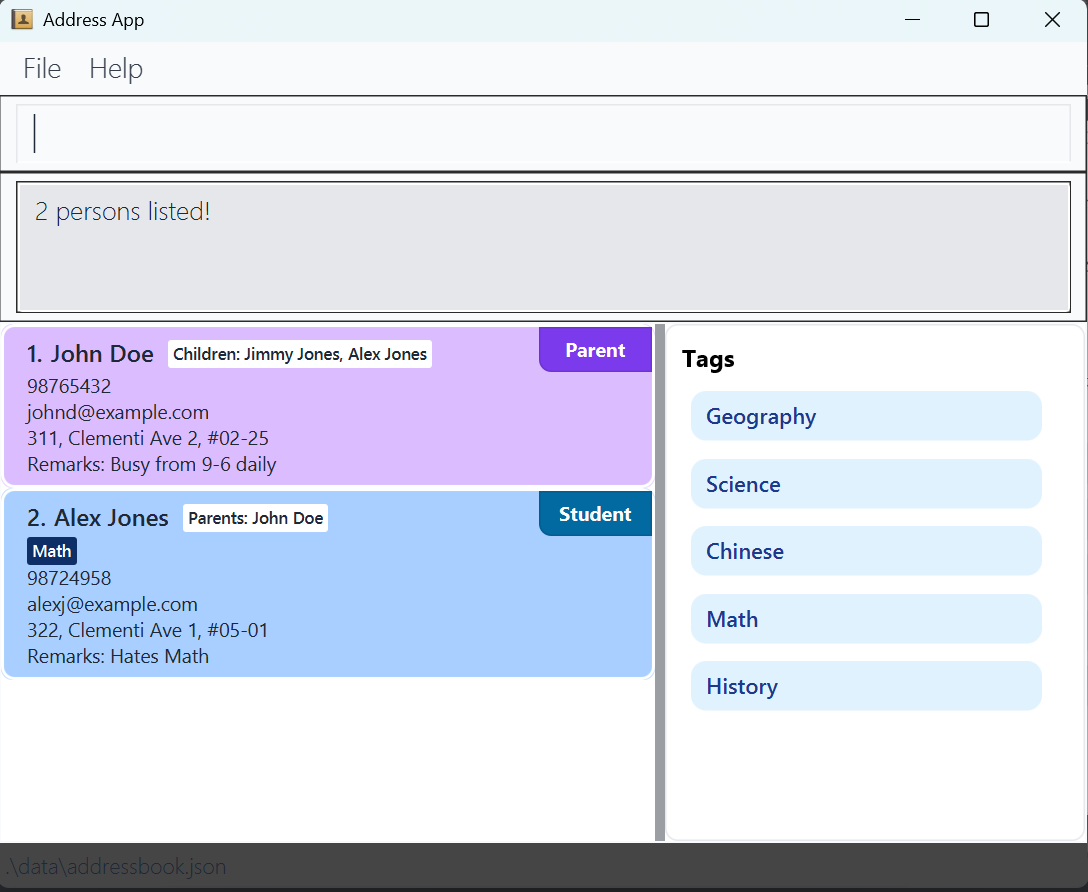 Address App
File Help
2 persons listed!
1. John Doe Children: Jimmy Jones, Alex Jones Parent
98765432
johnd@example.com
311, Clementi Ave 2, #02-25
Remarks: Busy from 9-6 daily
2. Alex Jones Parents: John Doe Student
Math
98724958
alexj@example.com
322, Clementi Ave 1, #05-01
Remarks: Hates Math
Tags
Geography
Science
Chinese
Math
History
.\data\addressbook.json